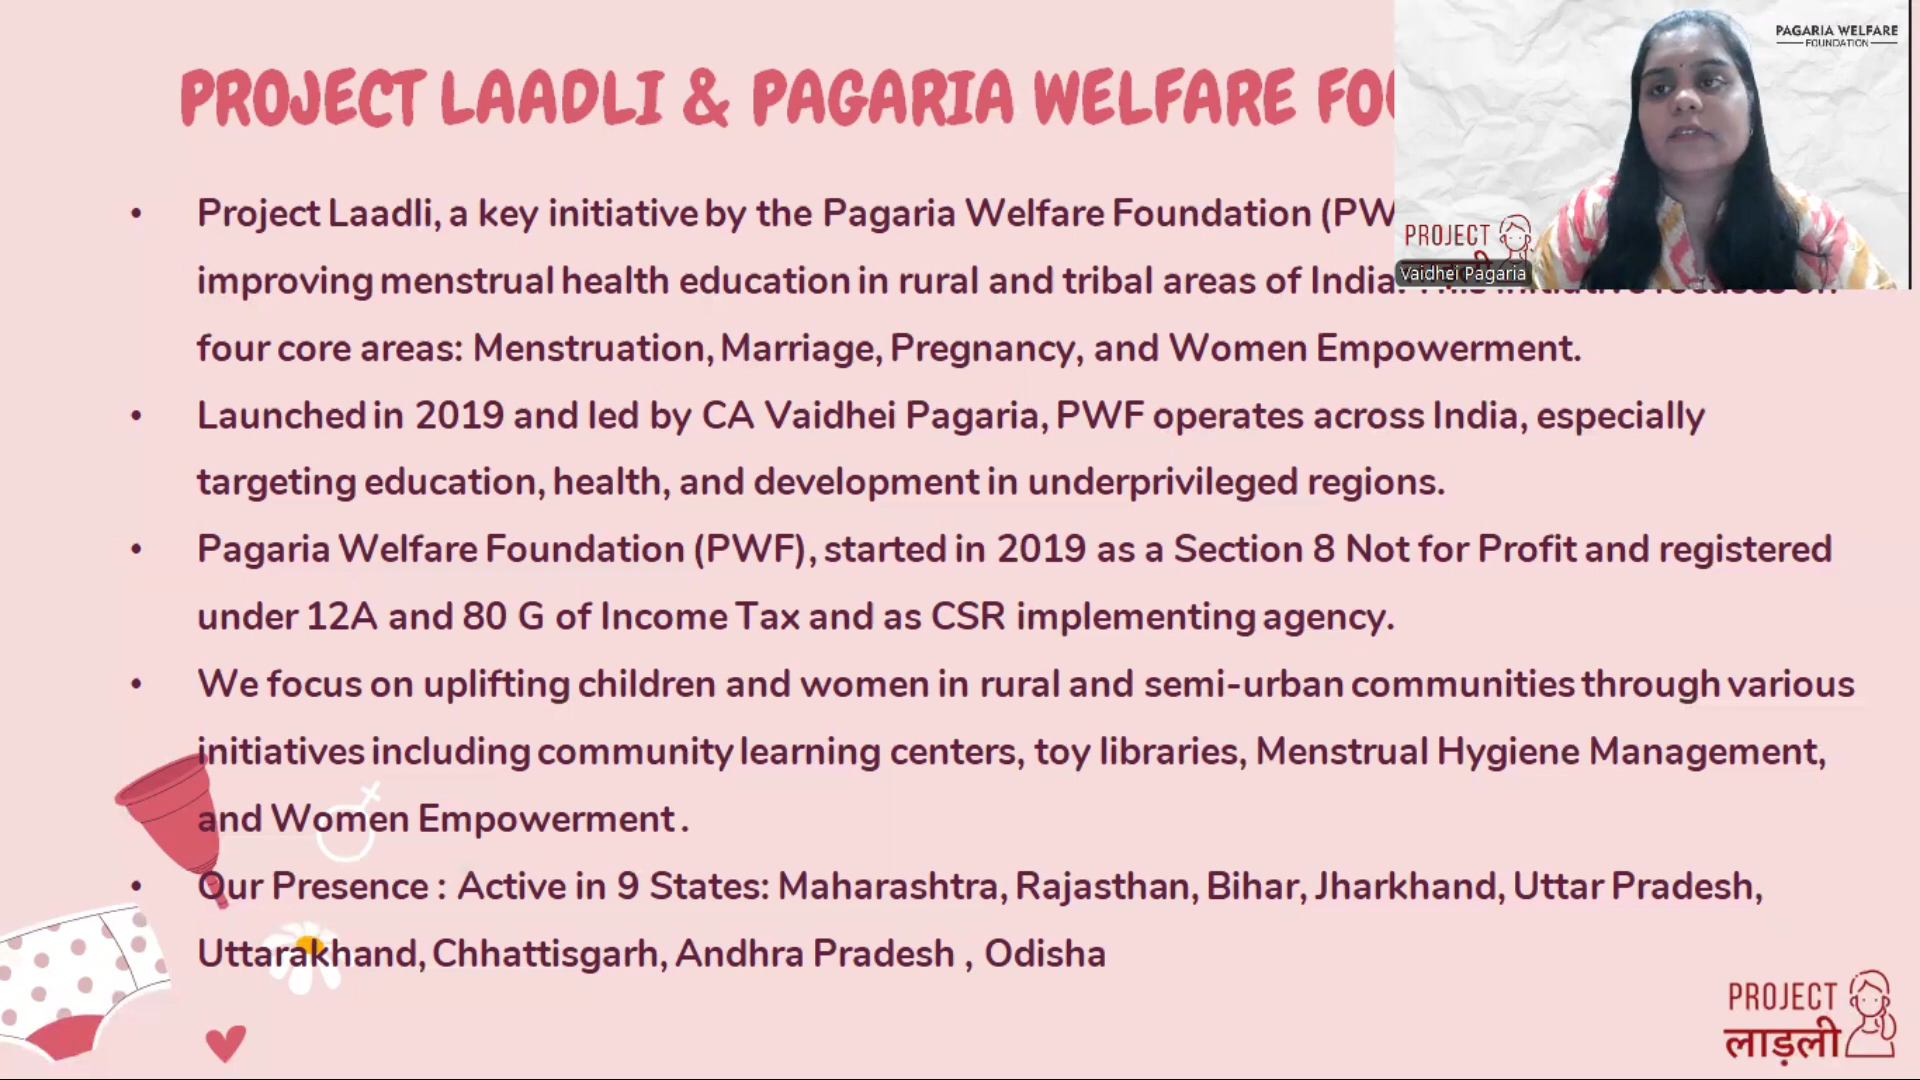 PROJECT LAADLI & PAGARIA WELFARE
PAGARIA WELFARE
FOUNDATION
PROJECT
Vaidhei Pagaria
• Project Laadli, a key initiative by the Pagaria Welfare Foundation
improving menstrual health education in rural and tribal areas of India.
four core areas: Menstruation, Marriage, Pregnancy, and Women Empowerment.
• Launched in 2019 and led by CA Vaidhei Pagaria, PWF operates across India, especially
targeting education, health, and development in underprivileged regions.
• Pagaria Welfare Foundation (PWF), started in 2019 as a Section 8 Not for Profit and registered
under 12A and 80 G of Income Tax and as CSR implementing agency.
• We focus on uplifting children and women in rural and semi-urban communities through various
initiatives including community learning centers, toy libraries, Menstrual Hygiene Management,
and Women Empowerment .
• Our Presence : Active in 9 States: Maharashtra, Rajasthan, Bihar, Jharkhand, Uttar Pradesh,
Uttarakhand, Chhattisgarh, Andhra Pradesh , Odisha
PROJECT
लाड़ली